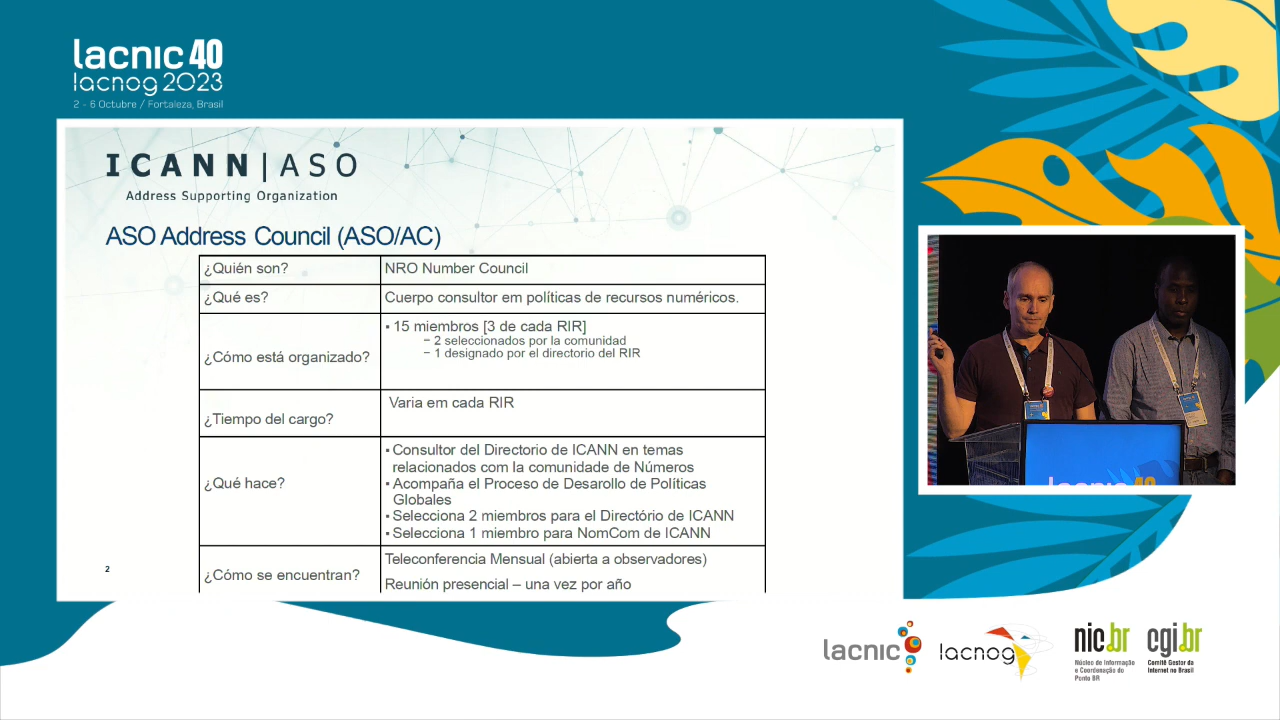 lacnic 40
lacnog 2023
2 - 6 Octubre / Fortaleza, Brasil
ICANN|ASO
Address Supporting Organization
ASO Address Council (ASO/AC)
¿Quién son?
NRO Number Council
¿Qué es?
Cuerpo consultor em políticas de recursos numéricos.
¿Cómo está organizado?
▪ 15 miembros [3 de cada RIR]
− 2 seleccionados por la comunidad
− 1 designado por el directorio del RIR
¿Tiempo del cargo?
Varia em cada RIR
¿Qué hace?
▪ Consultor del Directorio de ICANN en temas
relacionados com la comunidade de Números
▪ Acompaña el Proceso de Desarollo de Políticas
Globales
▪ Selecciona 2 miembros para el Directório de ICANN
▪ Selecciona 1 miembro para NomCom de ICANN
¿Cómo se encuentran?
Teleconferencia Mensual (abierta a observadores)
Reunión presencial – una vez por año
2
lacnic 40
lacnic
lacnog
nic.br
Núcleo de Informação
e Coordenação do
Ponto BR
cgi.br
Comitê Gestor da
Internet no Brasil